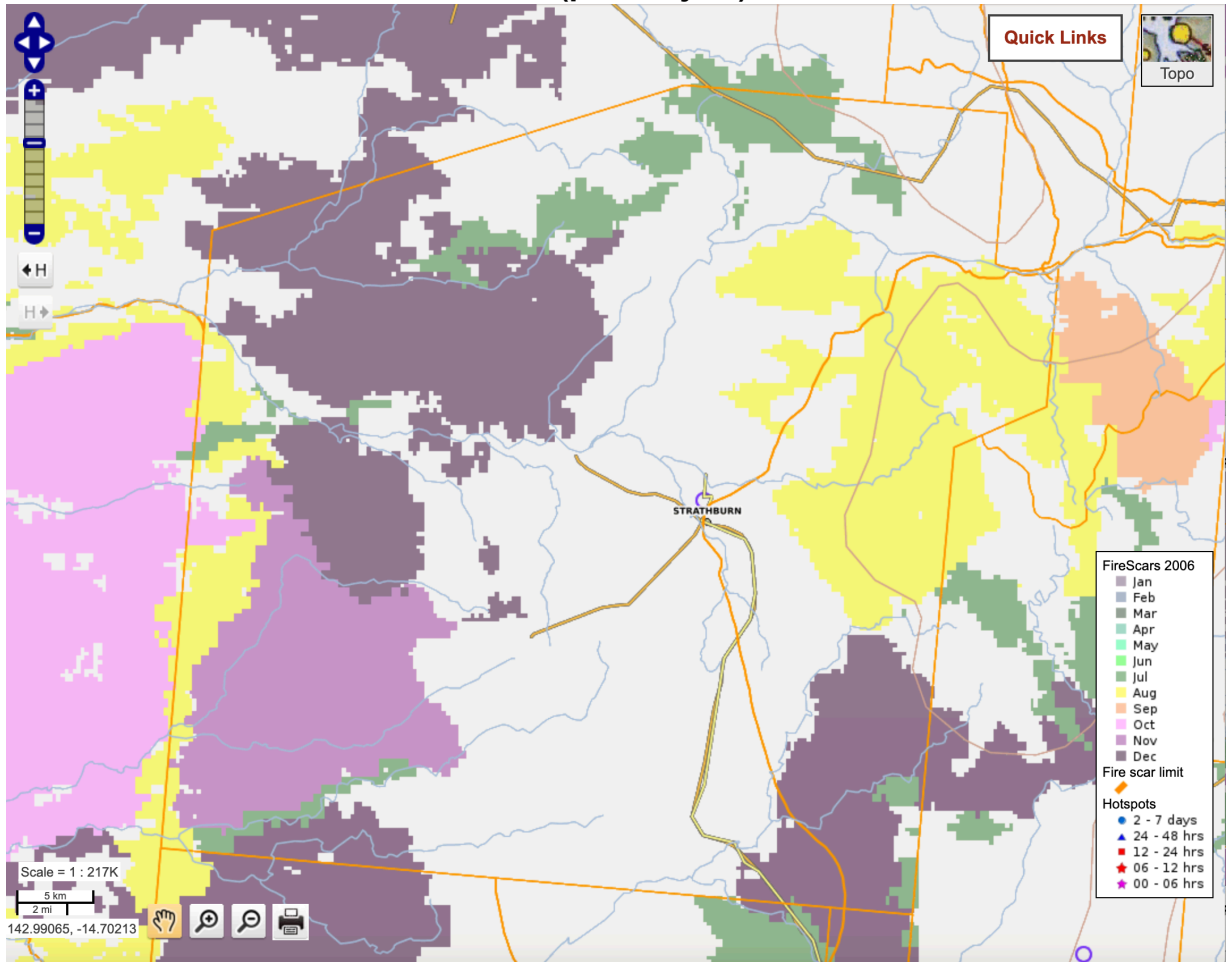 Quick Links
Topo
H
H
STRATHBURN
FireScars 2006
Jan
Feb
Mar
Apr
May
Jun
Jul
Aug
Sep
Oct
Nov
Dec
Fire scar limit
Hotspots
2 - 7 days
24 - 48 hrs
12 - 24 hrs
06 - 12 hrs
00 - 06 hrs
Scale = 1 : 217K
5 km
2 mi
142.99065, -14.70213